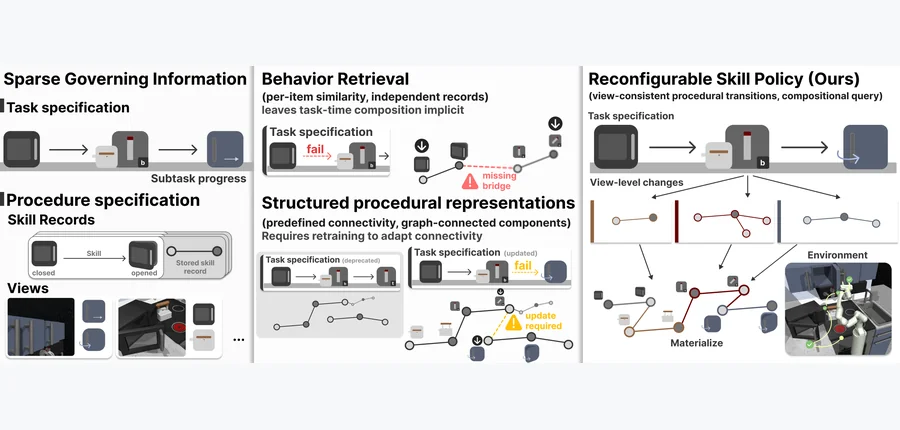 Sparse Governing Information
Task specification
b
Subtask progress
Procedure specification
Skill Records
Skill
closed
opened
Stored skill
record
Views
...
Behavior Retrieval
(per-item similarity, independent records)
leaves task-time composition implicit
Task specification
fail
b
missing
bridge
Structured procedural representations
(predefined connectivity, graph-connected components)
Requires retraining to adapt connectivity
Task specification (deprecated)
Task specification (updated)
fail
update
required
Reconfigurable Skill Policy (Ours)
(view-consistent procedural transitions, compositional query)
Task specification
b
View-level changes
Environment
Materialize